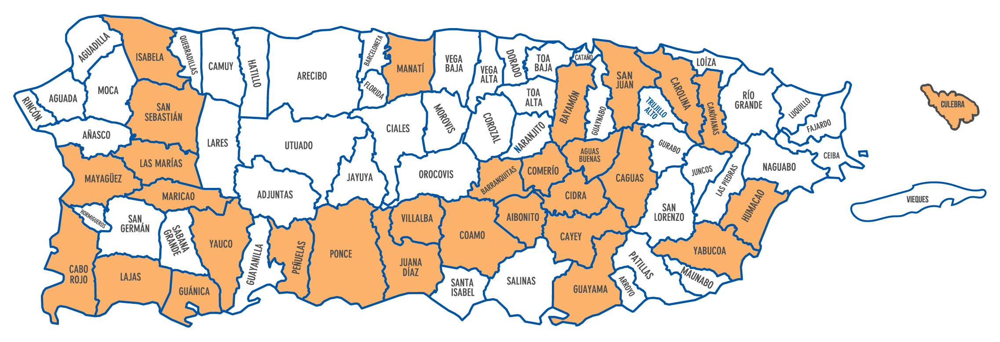 AGUADILLA
ISABELA
QUEBRADILLAS
CAMUY
HATILLO
ARECIBO
BARCELONETA
FLORIDA
MANATÍ
VEGA
BAJA
VEGA
ALTA
DORADO
TOA
BAJA
CATAÑO
TOA
ALTA
BAYAMÓN
GUAYNABO
SAN
JUAN
TRUJILLO
ALTO
CAROLINA
LOÍZA
CANÓVANAS
RÍO
GRANDE
LUQUILLO
FAJARDO
CULEBRA
RINCÓN
AGUADA
MOCA
SAN
SEBASTIÁN
AÑASCO
LARES
UTUADO
CIALES
MOROVIS
COROZAL
NARANJITO
AGUAS
BUENAS
GURABO
CEIBA
MAYAGÜEZ
LAS MARÍAS
MARICAO
ADJUNTAS
JAYUYA
OROCOVIS
BARRANQUITAS
COMERÍO
CIDRA
CAGUAS
JUNCOS
LAS PIEDRAS
NAGUABO
HUMACAO
VIEQUES
HORMIGUEROS
SAN
GERMÁN
SABANA
GRANDE
YAUCO
GUAYANILLA
PEÑUELAS
PONCE
VILLALBA
JUANA
DÍAZ
COAMO
AIBONITO
CAYEY
SAN
LORENZO
YABUCOA
CABO
ROJO
LAJAS
GUÁNICA
SANTA
ISABEL
SALINAS
GUAYAMA
ARROYO
PATILLAS
MAUNABO